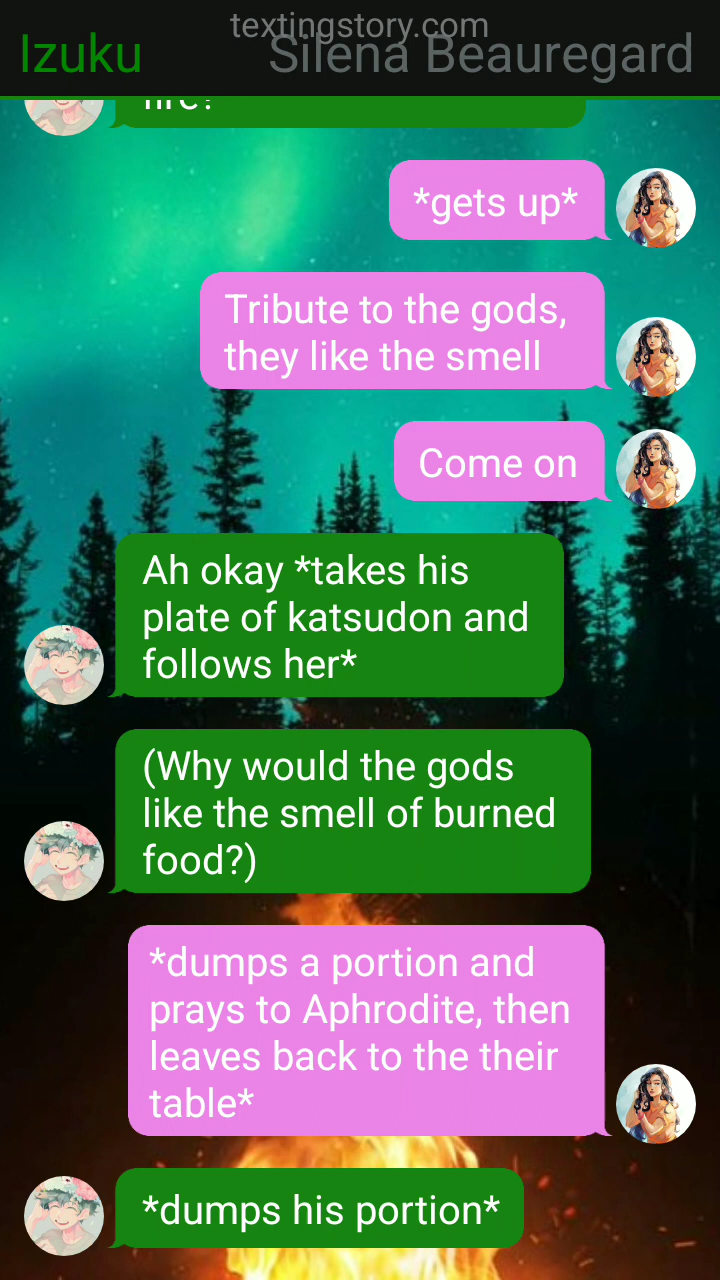 textingstory.com
Izuku
Silena Beauregard
*gets up*
Tribute to the gods,
they like the smell
Come on
Ah okay *takes his
plate of katsudon and
follows her*
(Why would the gods
like the smell of burned
food?)
*dumps a portion and
prays to Aphrodite, then
leaves back to the their
table*
*dumps his portion*